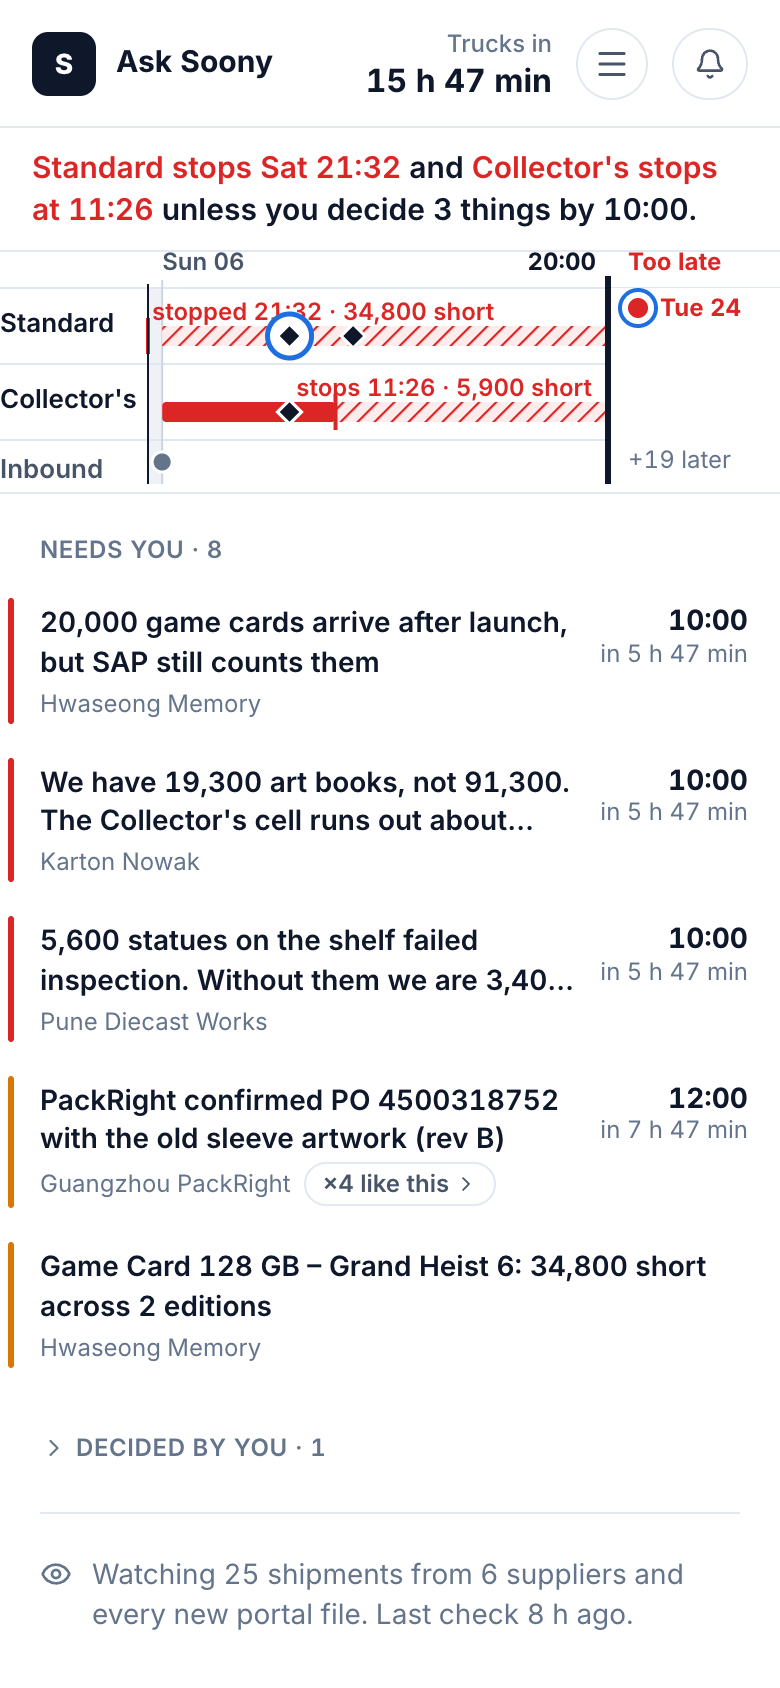 S
Ask Soony
Trucks in
15 h 47 min
Standard stops Sat 21:32 and Collector's stops
at 11:26 unless you decide 3 things by 10:00.
Sun 06
20:00
Too late
Standard
stopped 21:32 · 34,800 short
Tue 24
Collector's
stops 11:26 · 5,900 short
Inbound
+19 later
NEEDS YOU · 8
20,000 game cards arrive after launch,
but SAP still counts them
Hwaseong Memory
10:00
in 5 h 47 min
We have 19,300 art books, not 91,300.
The Collector's cell runs out about…
Karton Nowak
10:00
in 5 h 47 min
5,600 statues on the shelf failed
inspection. Without them we are 3,40…
Pune Diecast Works
10:00
in 5 h 47 min
PackRight confirmed PO 4500318752
with the old sleeve artwork (rev B)
Guangzhou PackRight
×4 like this
12:00
in 7 h 47 min
Game Card 128 GB – Grand Heist 6: 34,800 short
across 2 editions
Hwaseong Memory
DECIDED BY YOU · 1
Watching 25 shipments from 6 suppliers and
every new portal file. Last check 8 h ago.